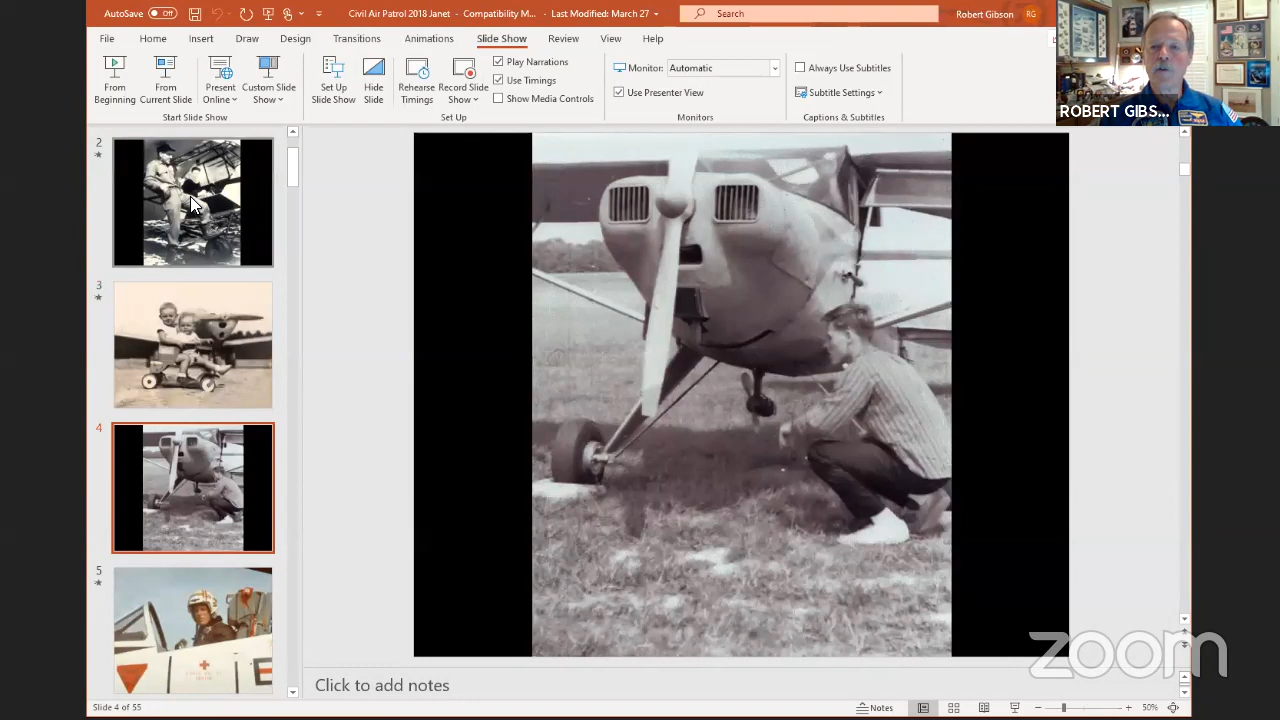 AutoSave Off Civil Air Patrol 2018 Janet - Compatibility M... - Last Modified: March 27 Search Robert Gibson RG
File Home Insert Draw Design Transitions Animations Slide Show Review View Help
From Beginning
From Current Slide
Present Online
Custom Slide Show
Start Slide Show
Set Up Slide Show
Hide Slide
Rehearse Timings
Record Slide Show
Play Narrations
Use Timings
Show Media Controls
Set Up
Monitor: Automatic
Use Presenter View
Monitors
Always Use Subtitles
Subtitle Settings
Captions & Subtitles
ROBERT GIBS...
2
3
4
5
Click to add notes
zoom
Slide 4 of 55 Notes 50%